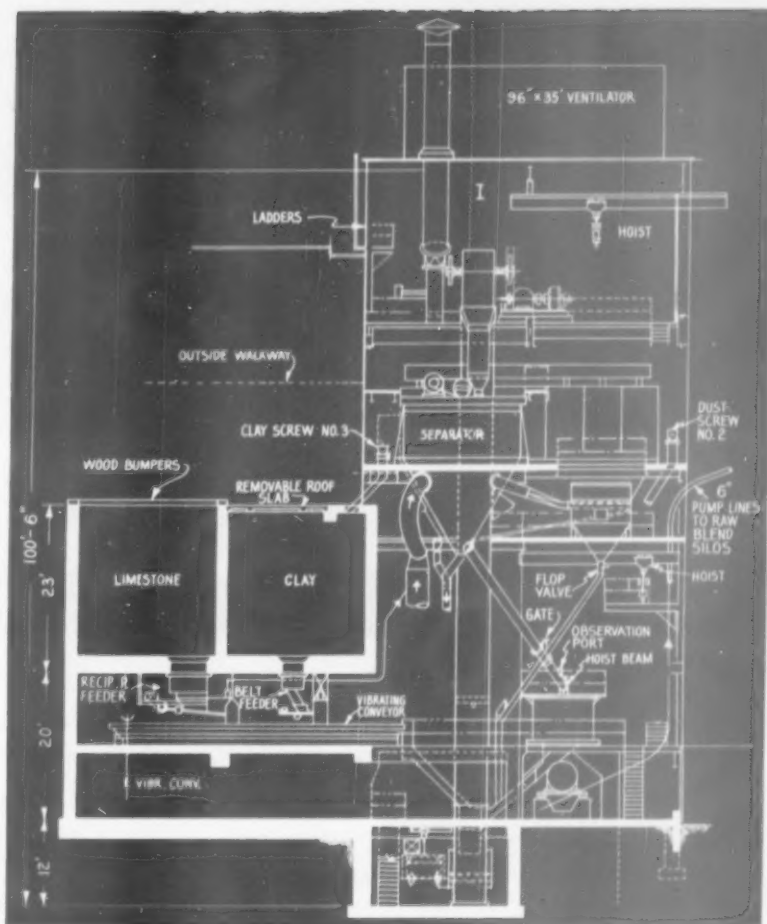 96" × 35' VENTILATOR
LADDERS
HOIST
OUTSIDE WALKWAY
DUST
SCREW
NO. 2
CLAY SCREW NO. 3
SEPARATOR
WOOD BUMPERS
REMOVABLE ROOF
SLAB
6"
PUMP LINES
TO RAW
BLEND
SILOS
100'-6"
23'
LIMESTONE
CLAY
FLOP
VALVE
HOIST
GATE
OBSERVATION
PORT
HOIST BEAM
RECIP.
FEEDER
BELT
FEEDER
VIBRATING
CONVEYOR
20'
VIBR. CONV.
12'